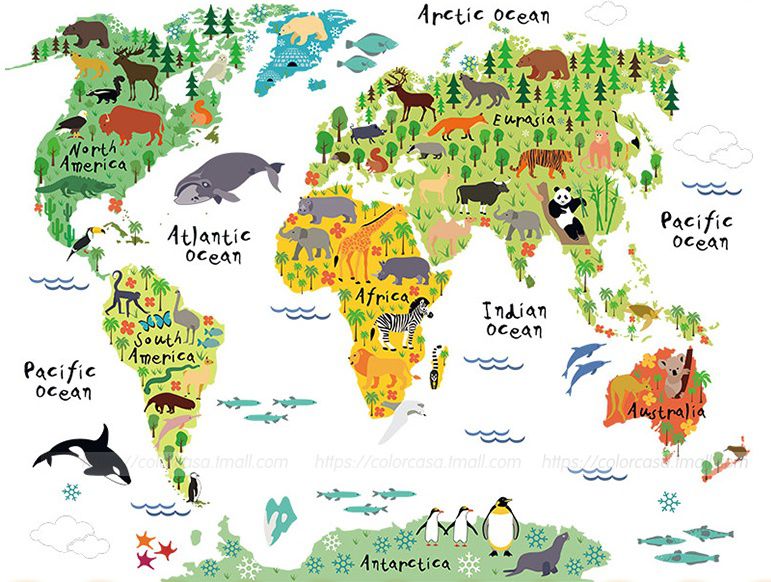 Arctic Ocean
Eurasia
North
America
Atlantic
Ocean
Pacific
Ocean
Africa
Indian
Ocean
South
America
Pacific
Ocean
Australia
https://colorcasa.tmall.com
https://colorcasa.tmall.com
https://colorcasa.tmall.com
Antarctica